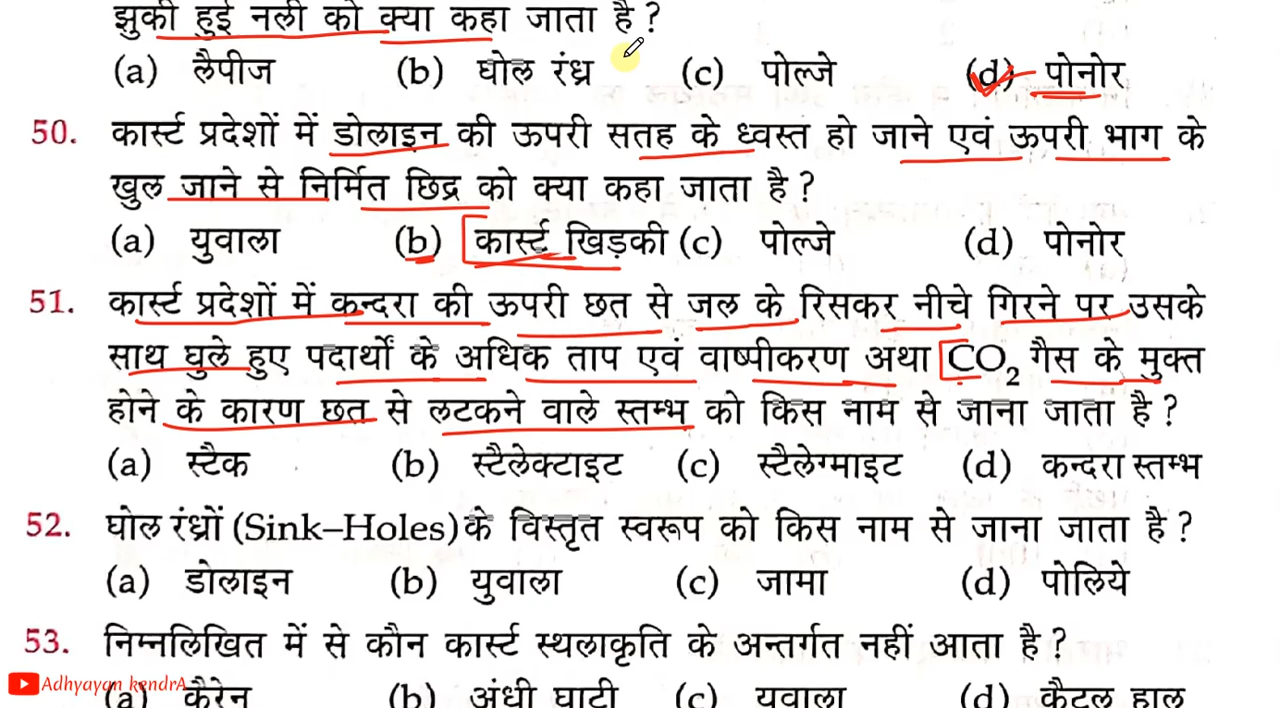 झुकी हुई नली को क्या कहा जाता है ?
(a) लैपीज (b) घोल रंध्र (c) पोल्जे (d) पोनोर
50. कार्स्ट प्रदेशों में डोलाइन की ऊपरी सतह के ध्वस्त हो जाने एवं ऊपरी भाग के
खुल जाने से निर्मित छिद्र को क्या कहा जाता है ?
(a) युवाला (b) कार्स्ट खिड़की (c) पोल्जे (d) पोनोर
51. कार्स्ट प्रदेशों में कन्दरा की ऊपरी छत से जल के रिसकर नीचे गिरने पर उसके
साथ घुले हुए पदार्थों के अधिक ताप एवं वाष्पीकरण अथा CO₂ गैस के मुक्त
होने के कारण छत से लटकने वाले स्तम्भ को किस नाम से जाना जाता है ?
(a) स्टैक (b) स्टैलेक्टाइट (c) स्टैलेग्माइट (d) कन्दरा स्तम्भ
52. घोल रंध्रों (Sink–Holes) के विस्तृत स्वरूप को किस नाम से जाना जाता है ?
(a) डोलाइन (b) युवाला (c) जामा (d) पोलिये
53. निम्नलिखित में से कौन कार्स्ट स्थलाकृति के अन्तर्गत नहीं आता है ?
Adhyayan kendrA
(a) कैरेन (b) अंधी घाटी (c) युवाला (d) कैटल हाल